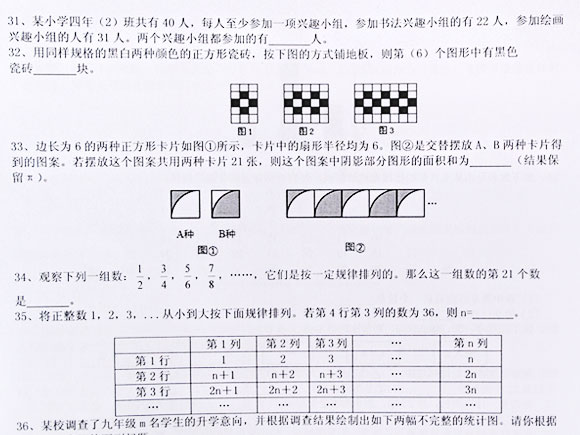 31、某小学四年（2）班共有 40 人，每人至少参加一项兴趣小组，参加书法兴趣小组的有 22 人，参加绘画
兴趣小组的人有 31 人。两个兴趣小组都参加的有______人。
32、用同样规格的黑白两种颜色的正方形瓷砖，按下图的方式铺地板，则第（6）个图形中有黑色
瓷砖______块。
图1 图2 图3
33、边长为 6 的两种正方形卡片如图①所示，卡片中的扇形半径均为 6。图②是交替摆放 A、B 两种卡片得
到的图案。若摆放这个图案共用两种卡片 21 张，则这个图案中阴影部分图形的面积和为______（结果保
留π）。
…
A种 B种
图① 图②
34、观察下列一组数：1/2，3/4，5/6，7/8，……，它们是按一定规律排列的。那么这一组数的第 21 个数
是______。
35、将正整数 1，2，3，...从小到大按下面规律排列。若第 4 行第 3 列的数为 36，则 n=______。
第 1 列 第 2 列 第 3 列 … 第 n 列
第 1 行 1 2 3 … n
第 2 行 n+1 n+2 n+3 … 2n
第 3 行 2n+1 2n+2 2n+3 … 3n
… … … … … …
36、某校调查了九年级 m 名学生的升学意向，并根据调查结果绘制出如下两幅不完整的统计图。请你根据